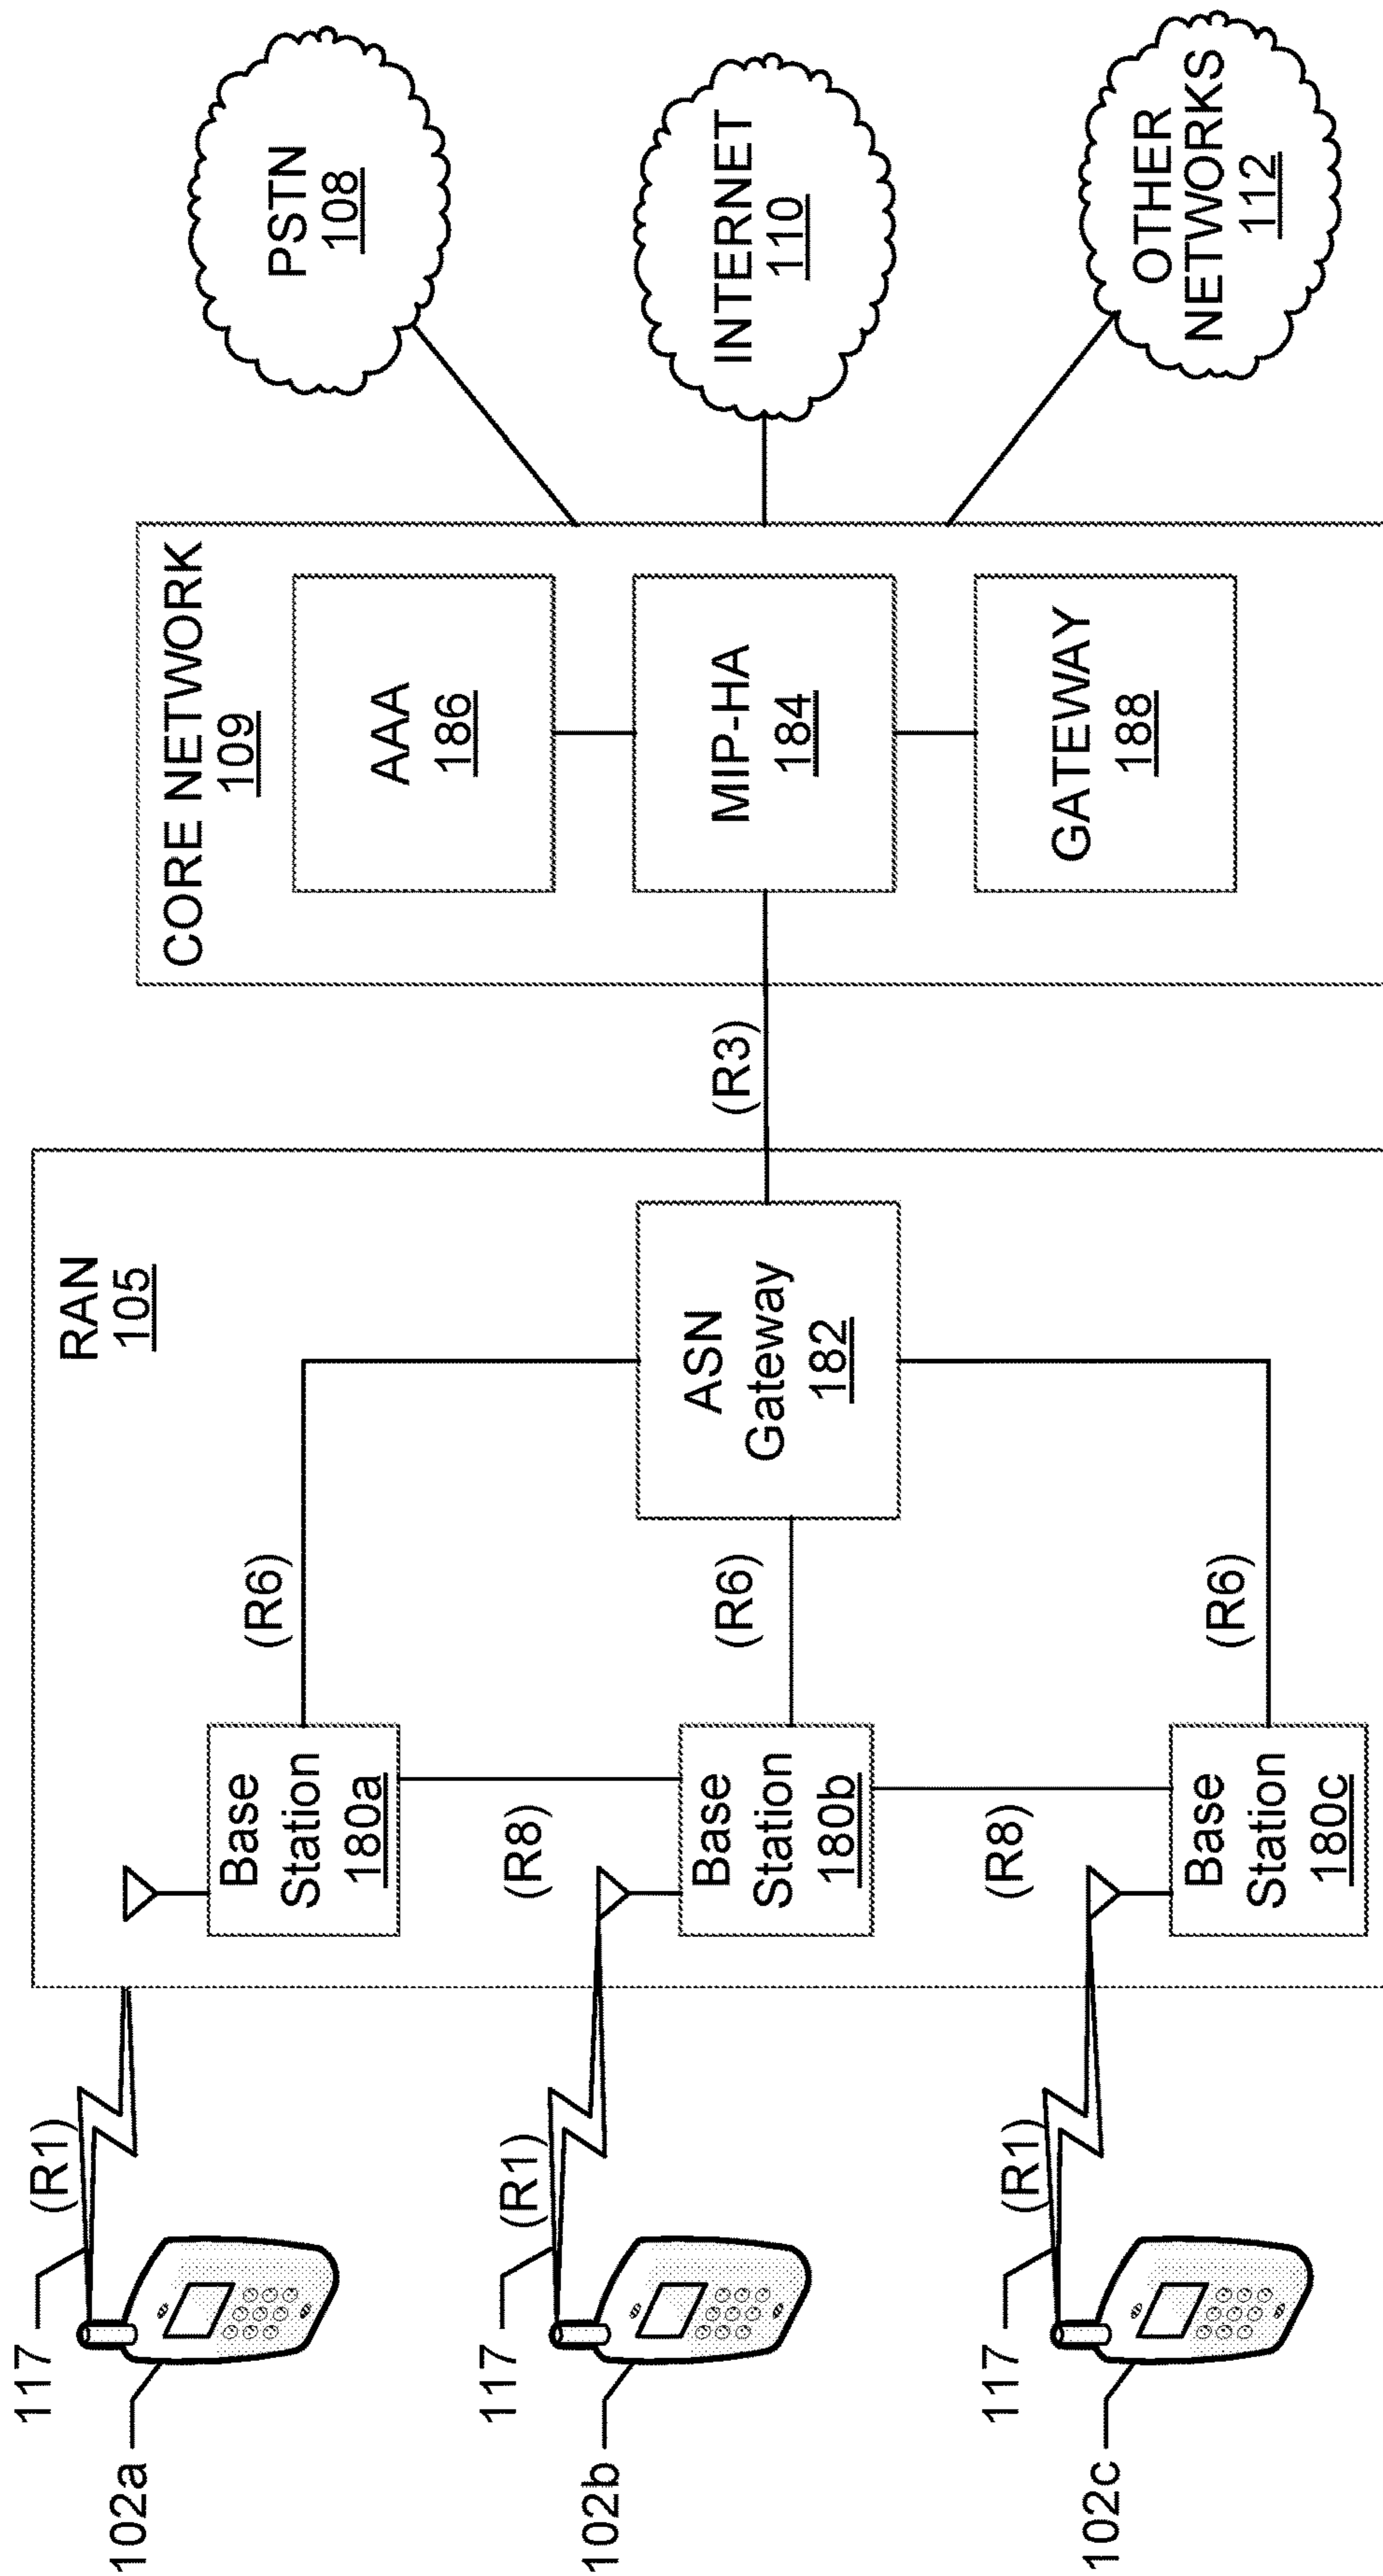 117
(R1)
102a
117
(R1)
102b
117
(R1)
102c
RAN
105
Base
Station
180a
(R8)
Base
Station
180b
(R8)
Base
Station
180c
(R6)
(R6)
(R6)
ASN
Gateway
182
(R3)
CORE NETWORK
109
AAA
186
MIP-HA
184
GATEWAY
188
PSTN
108
INTERNET
110
OTHER
NETWORKS
112